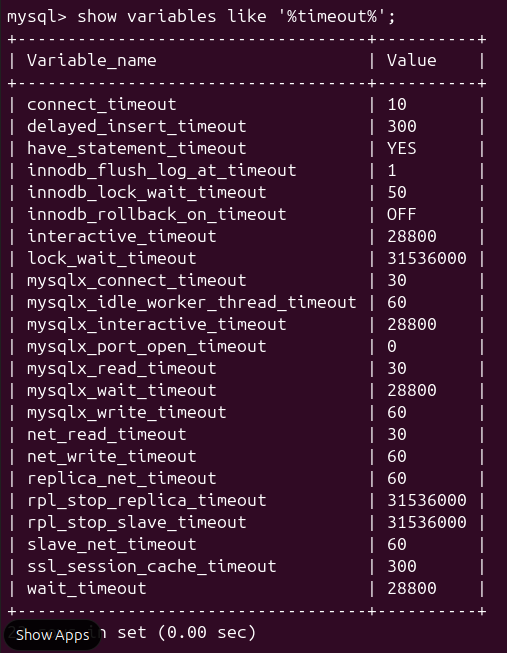 mysql> show variables like '%timeout%';
+-----------------------------------+----------+
| Variable_name                     | Value    |
+-----------------------------------+----------+
| connect_timeout                   | 10       |
| delayed_insert_timeout            | 300      |
| have_statement_timeout            | YES      |
| innodb_flush_log_at_timeout       | 1        |
| innodb_lock_wait_timeout          | 50       |
| innodb_rollback_on_timeout        | OFF      |
| interactive_timeout               | 28800    |
| lock_wait_timeout                 | 31536000 |
| mysqlx_connect_timeout            | 30       |
| mysqlx_idle_worker_thread_timeout | 60       |
| mysqlx_interactive_timeout        | 28800    |
| mysqlx_port_open_timeout          | 0        |
| mysqlx_read_timeout               | 30       |
| mysqlx_wait_timeout               | 28800    |
| mysqlx_write_timeout              | 60       |
| net_read_timeout                  | 30       |
| net_write_timeout                 | 60       |
| replica_net_timeout               | 60       |
| rpl_stop_replica_timeout          | 31536000 |
| rpl_stop_slave_timeout            | 31536000 |
| slave_net_timeout                 | 60       |
| ssl_session_cache_timeout         | 300      |
| wait_timeout                      | 28800    |
+-----------------------------------+----------+
Show Apps in set (0.00 sec)